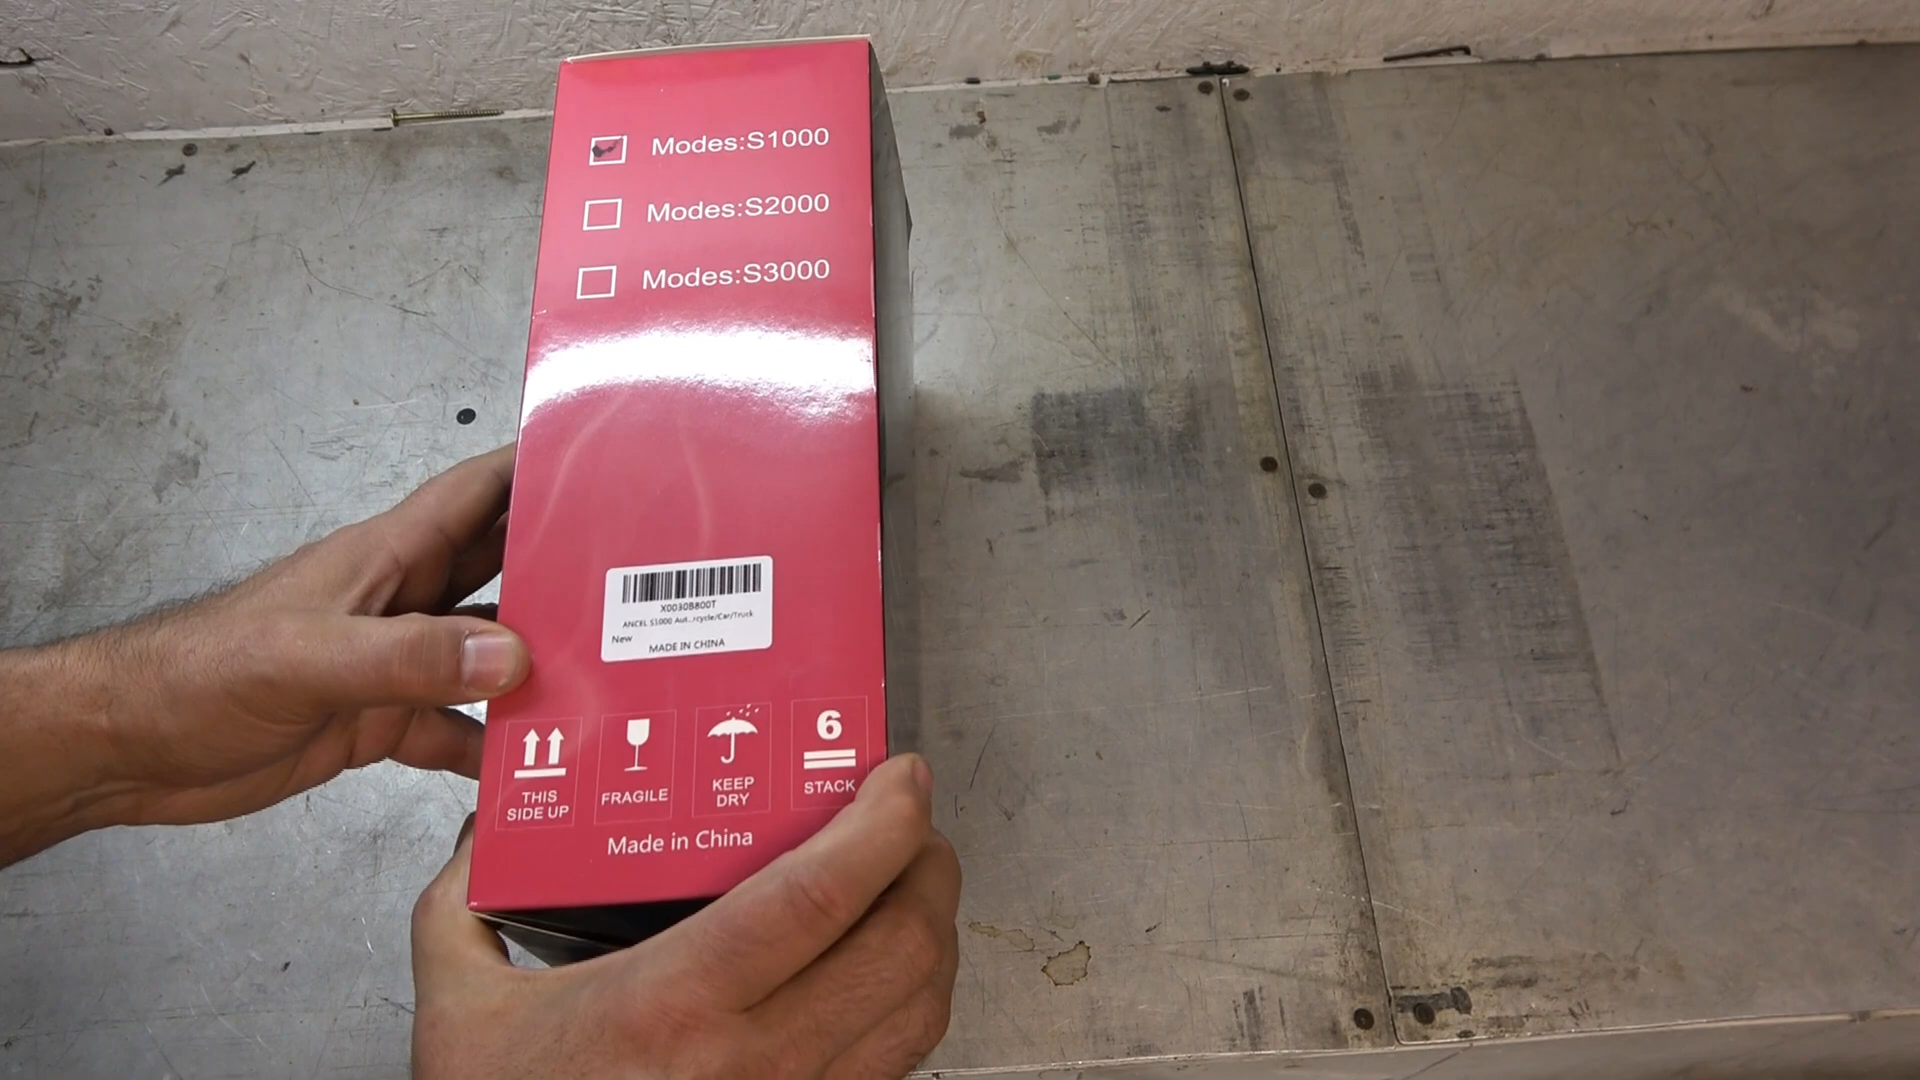 Modes:S1000
Modes:S2000
Modes:S3000
X0030B800T
ANCEL S1000 Aut...rcycle/Car/Truck
New
MADE IN CHINA
THIS
SIDE UP
FRAGILE
KEEP
DRY
6
STACK
Made in China